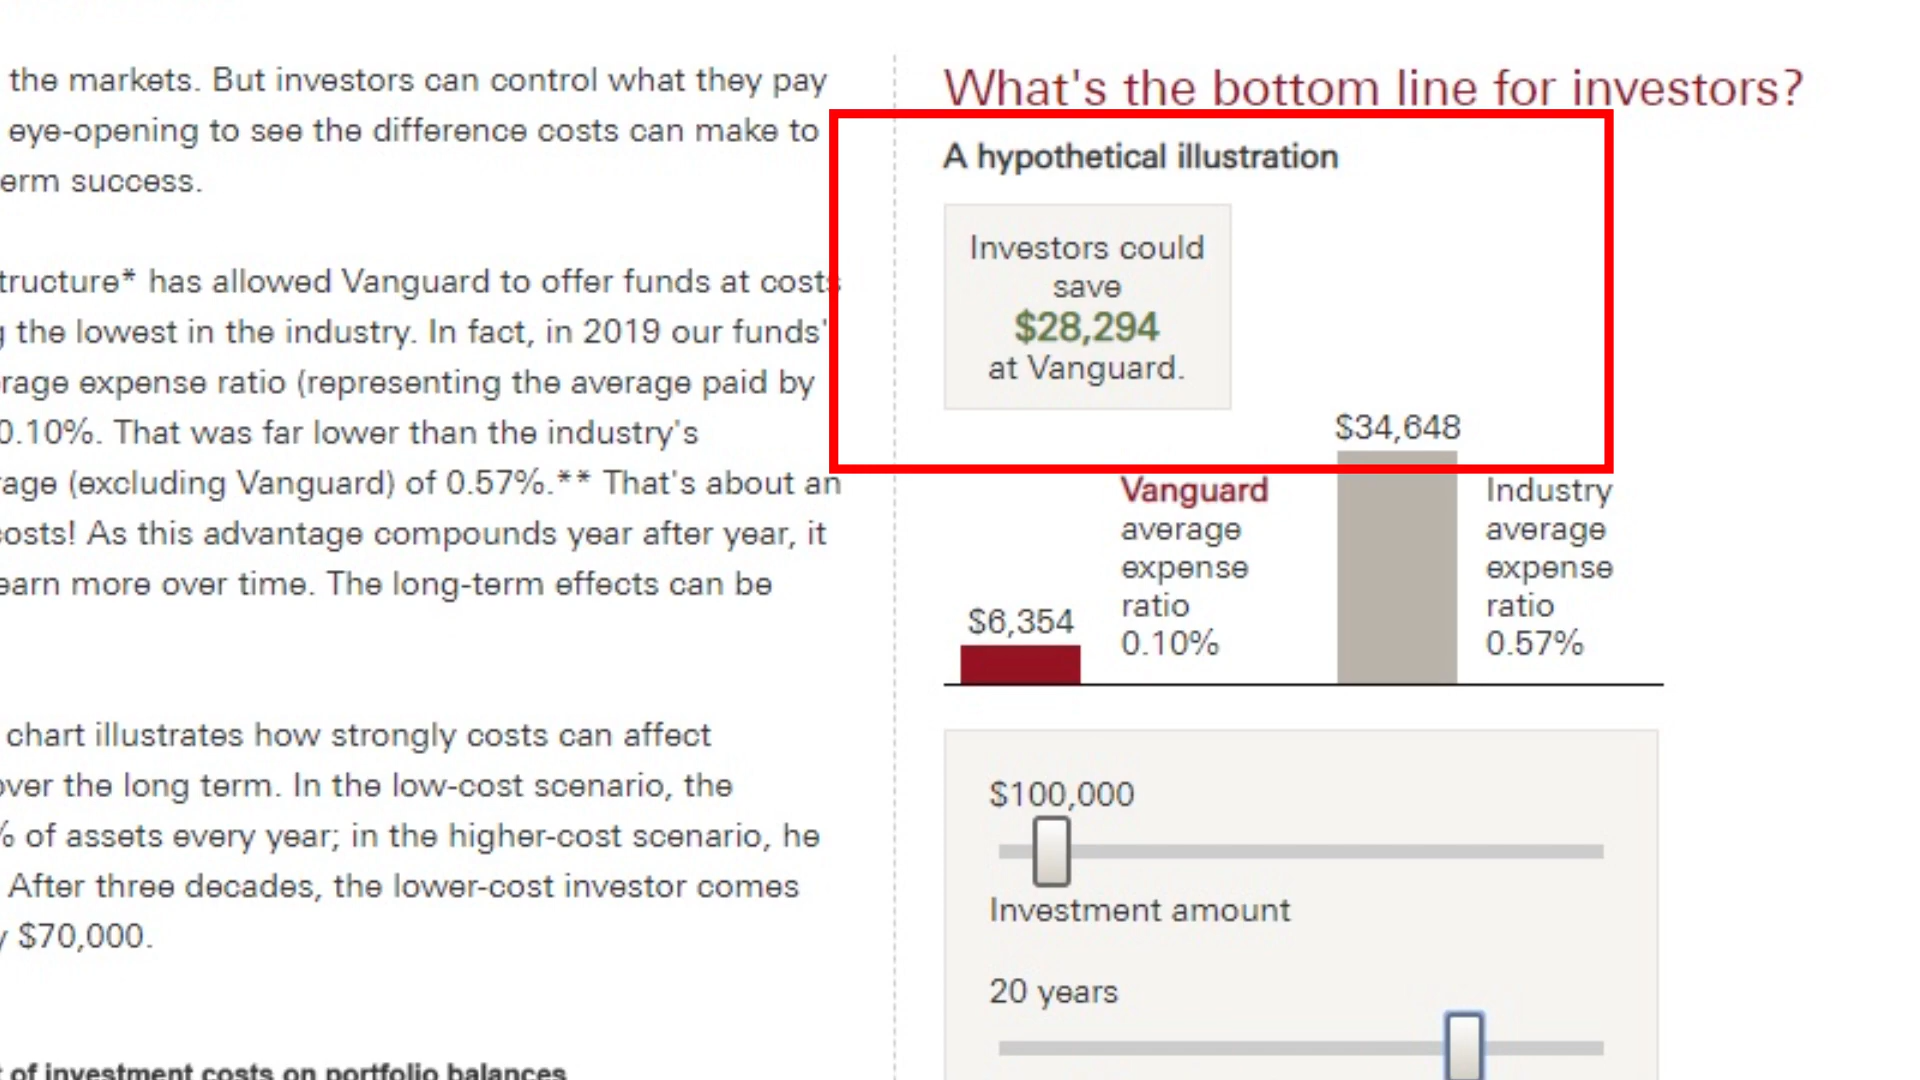 the markets. But investors can control what they pay
eye-opening to see the difference costs can make to
erm success.
tructure* has allowed Vanguard to offer funds at costs
g the lowest in the industry. In fact, in 2019 our funds'
rage expense ratio (representing the average paid by
0.10%. That was far lower than the industry's
rage (excluding Vanguard) of 0.57%.** That's about an
costs! As this advantage compounds year after year, it
earn more over time. The long-term effects can be
chart illustrates how strongly costs can affect
over the long term. In the low-cost scenario, the
% of assets every year; in the higher-cost scenario, he
After three decades, the lower-cost investor comes
y $70,000.
t of investment costs on portfolio balances
What's the bottom line for investors?
A hypothetical illustration
Investors could
save
$28,294
at Vanguard.
$6,354
Vanguard
average
expense
ratio
0.10%
$34,648
Industry
average
expense
ratio
0.57%
$100,000
Investment amount
20 years